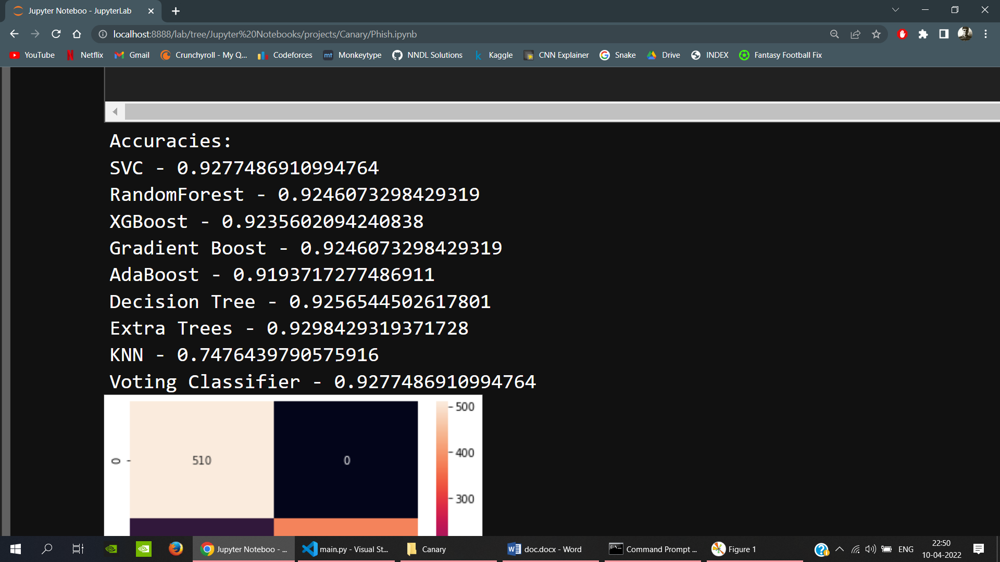 Jupyter Noteboo - JupyterLab
localhost:8888/lab/tree/Jupyter%20Notebooks/projects/Canary/Phish.ipynb
YouTube Netflix Gmail Crunchyroll - My Q... Codeforces mt Monkeytype NNDL Solutions k Kaggle CNN Explainer Snake Drive INDEX Fantasy Football Fix
Accuracies:
SVC - 0.9277486910994764
RandomForest - 0.9246073298429319
XGBoost - 0.9235602094240838
Gradient Boost - 0.9246073298429319
AdaBoost - 0.9193717277486911
Decision Tree - 0.9256544502617801
Extra Trees - 0.9298429319371728
KNN - 0.7476439790575916
Voting Classifier - 0.9277486910994764
500
400
0 510 0
300
Jupyter Noteboo - ... main.py - Visual St... Canary doc.docx - Word Command Prompt ... Figure 1 ENG 22:50
10-04-2022